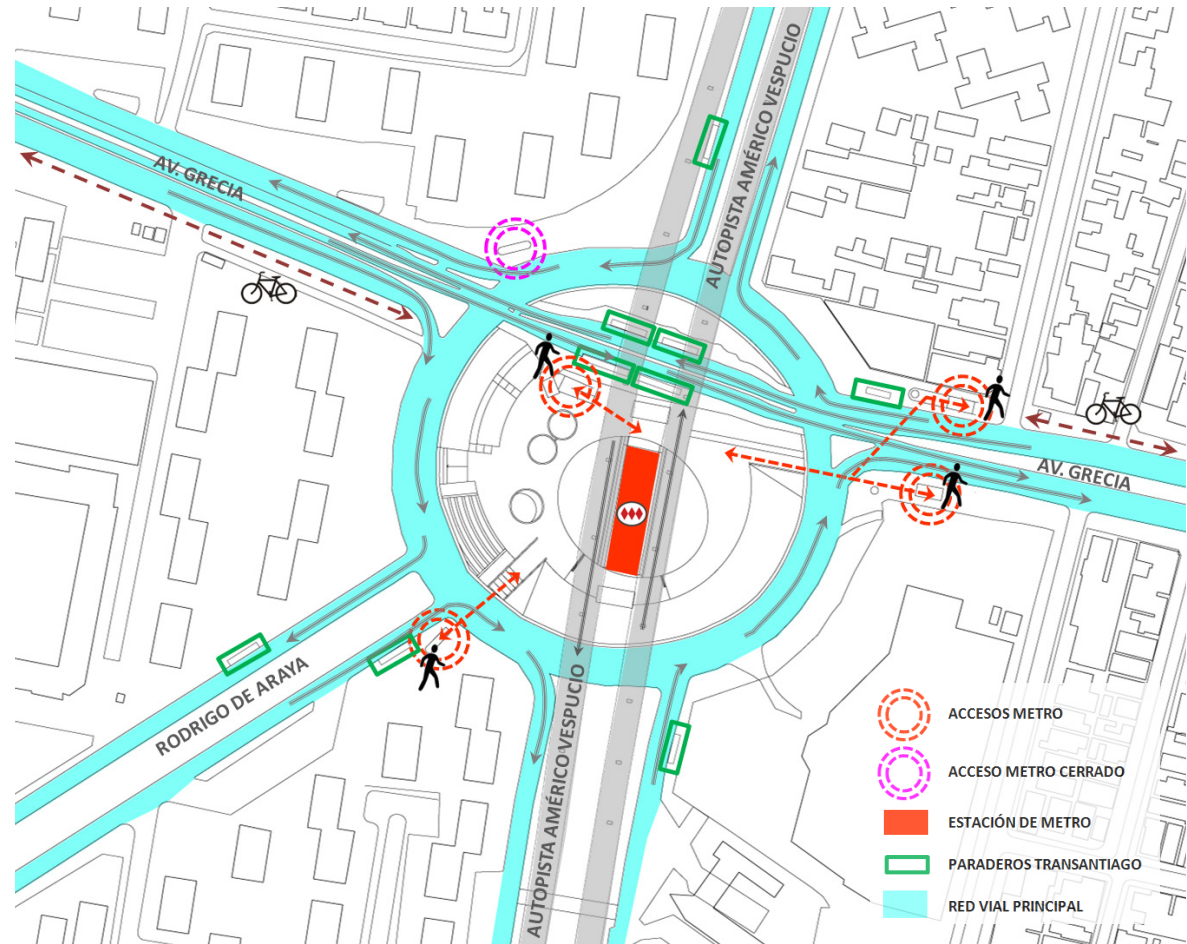 AUTOPISTA AMÉRICO VESPUCIO
AV. GRECIA
AV. GRECIA
RODRIGO DE ARAYA
AUTOPISTA AMÉRICO VESPUCIO
ACCESOS METRO
ACCESO METRO CERRADO
ESTACIÓN DE METRO
PARADEROS TRANSANTIAGO
RED VIAL PRINCIPAL